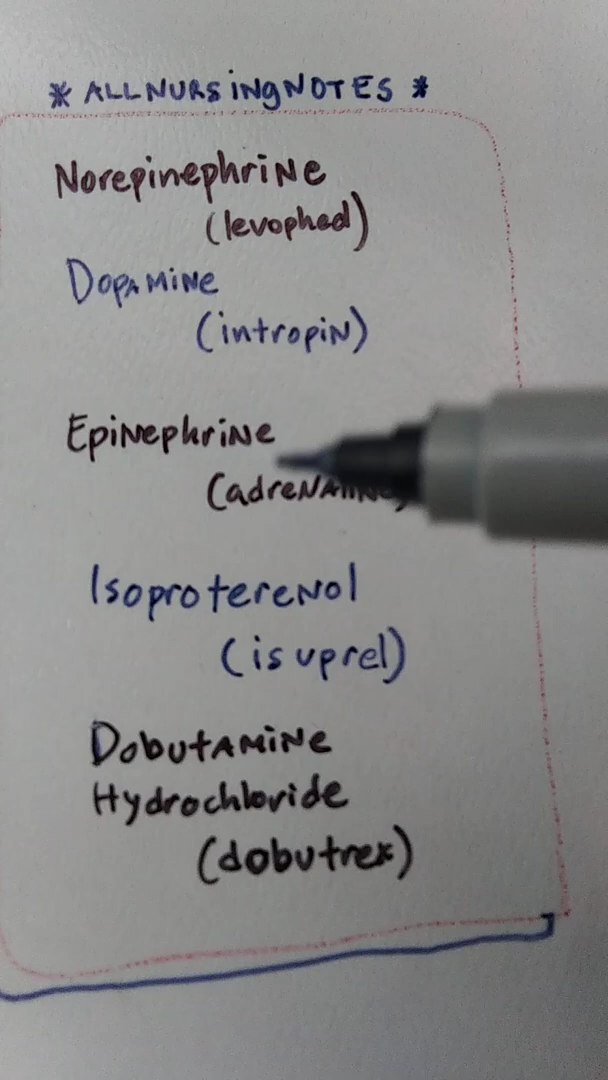 * ALLNURSiNgNOTES *
NorepiNephriNe
(levophed)
DopAMiNe
(intropiN)
EpiNephriNe
Isoproterenol
(isuprel)
DobutAMiNe
Hydrochloride
(dobutrex)